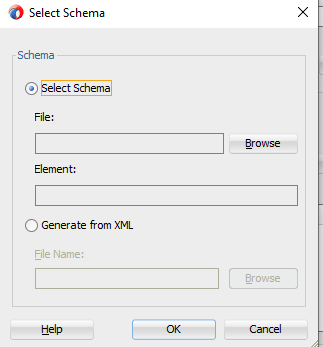 Select Schema
Schema
Select Schema
File:
Browse
Element:
Generate from XML
File Name:
Browse
Help
OK
Cancel